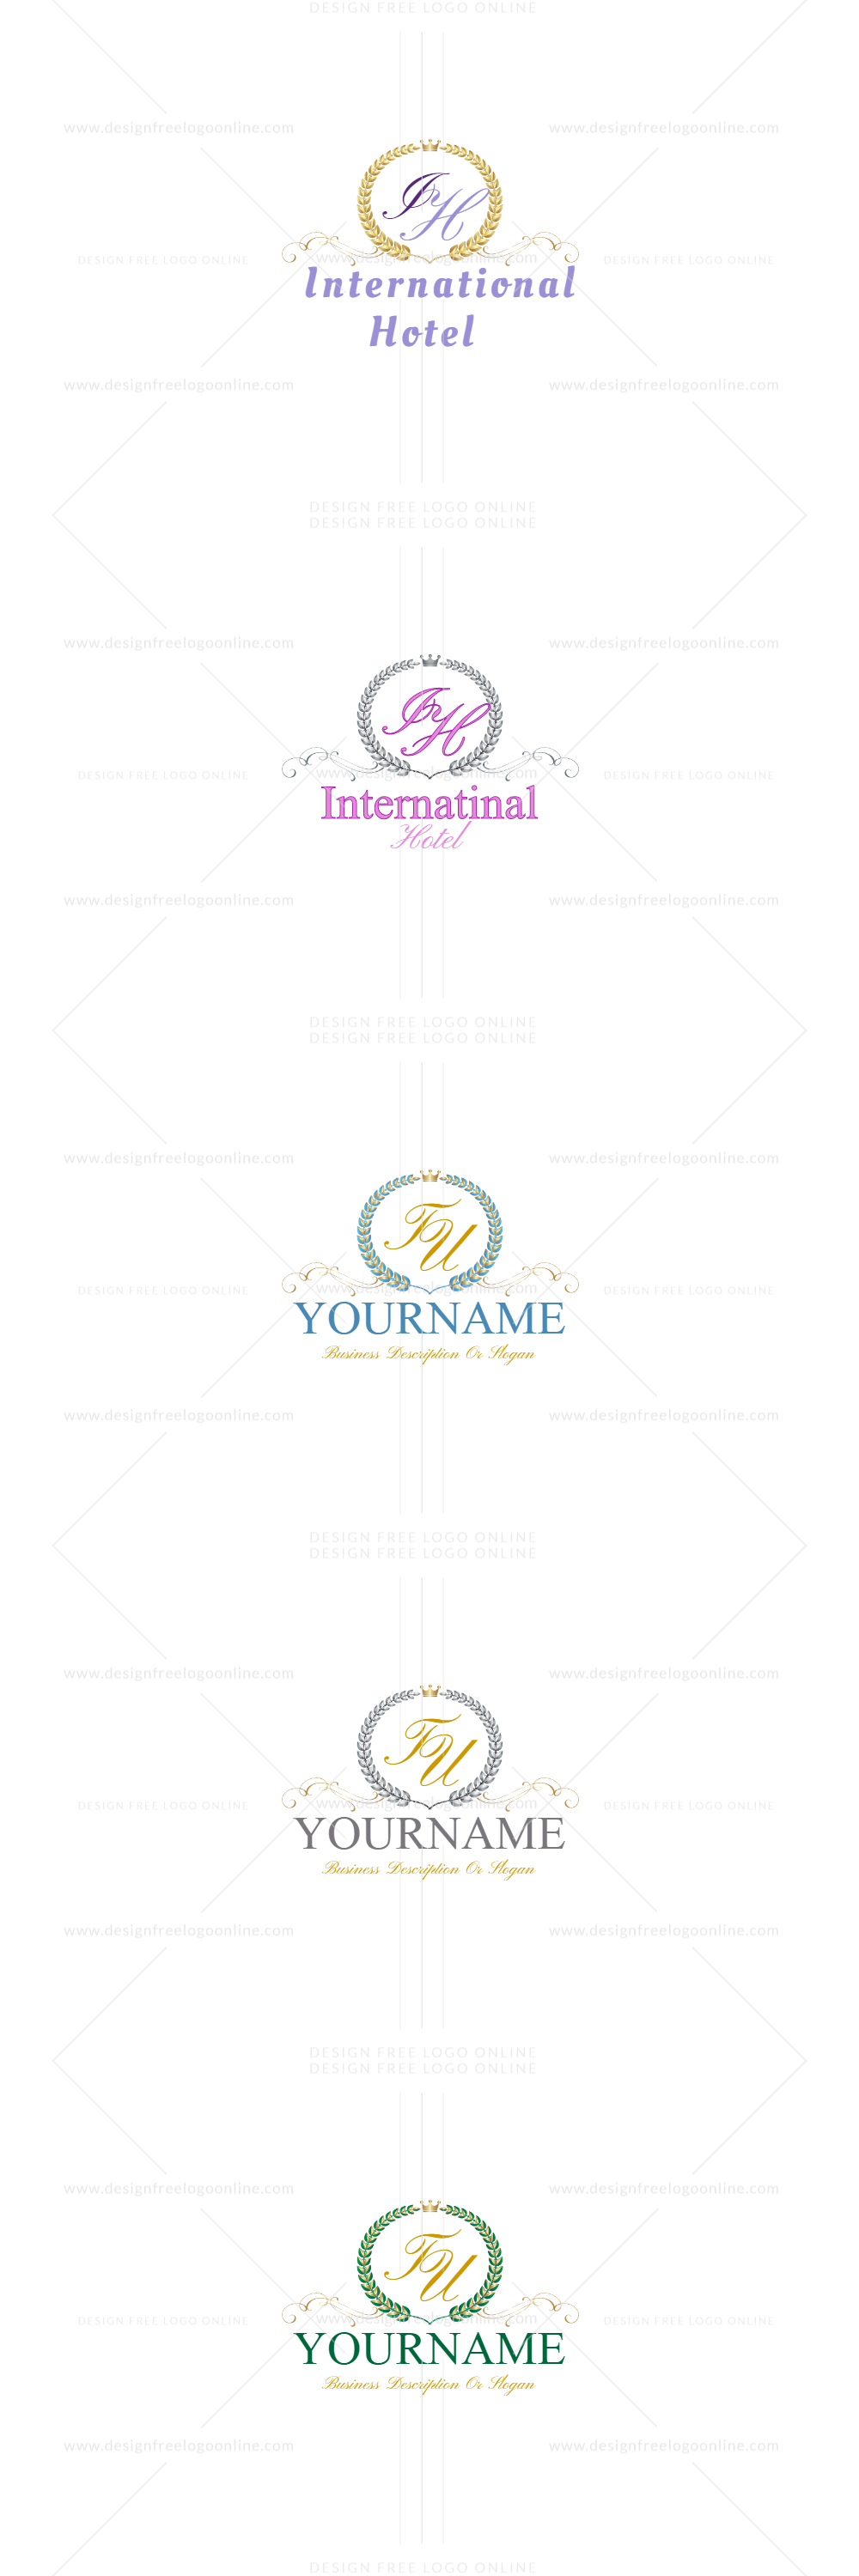 DESIGN FREE LOGO ONLINE
www.designfreelogoonline.com www.designfreelogoonline.com
IH
DESIGN FREE LOGO ONLINE www.designfreelogoonline.com DESIGN FREE LOGO ONLINE
International
Hotel
www.designfreelogoonline.com www.designfreelogoonline.com
DESIGN FREE LOGO ONLINE
DESIGN FREE LOGO ONLINE
www.designfreelogoonline.com www.designfreelogoonline.com
IH
DESIGN FREE LOGO ONLINE www.designfreelogoonline.com DESIGN FREE LOGO ONLINE
Internatinal
Hotel
www.designfreelogoonline.com www.designfreelogoonline.com
DESIGN FREE LOGO ONLINE
DESIGN FREE LOGO ONLINE
www.designfreelogoonline.com www.designfreelogoonline.com
TU
DESIGN FREE LOGO ONLINE www.designfreelogoonline.com DESIGN FREE LOGO ONLINE
YOURNAME
Business Description Or Slogan
www.designfreelogoonline.com www.designfreelogoonline.com
DESIGN FREE LOGO ONLINE
DESIGN FREE LOGO ONLINE
www.designfreelogoonline.com www.designfreelogoonline.com
TU
DESIGN FREE LOGO ONLINE www.designfreelogoonline.com DESIGN FREE LOGO ONLINE
YOURNAME
Business Description Or Slogan
www.designfreelogoonline.com www.designfreelogoonline.com
DESIGN FREE LOGO ONLINE
DESIGN FREE LOGO ONLINE
www.designfreelogoonline.com www.designfreelogoonline.com
TU
DESIGN FREE LOGO ONLINE www.designfreelogoonline.com DESIGN FREE LOGO ONLINE
YOURNAME
Business Description Or Slogan
www.designfreelogoonline.com www.designfreelogoonline.com
DESIGN FREE LOGO ONLINE